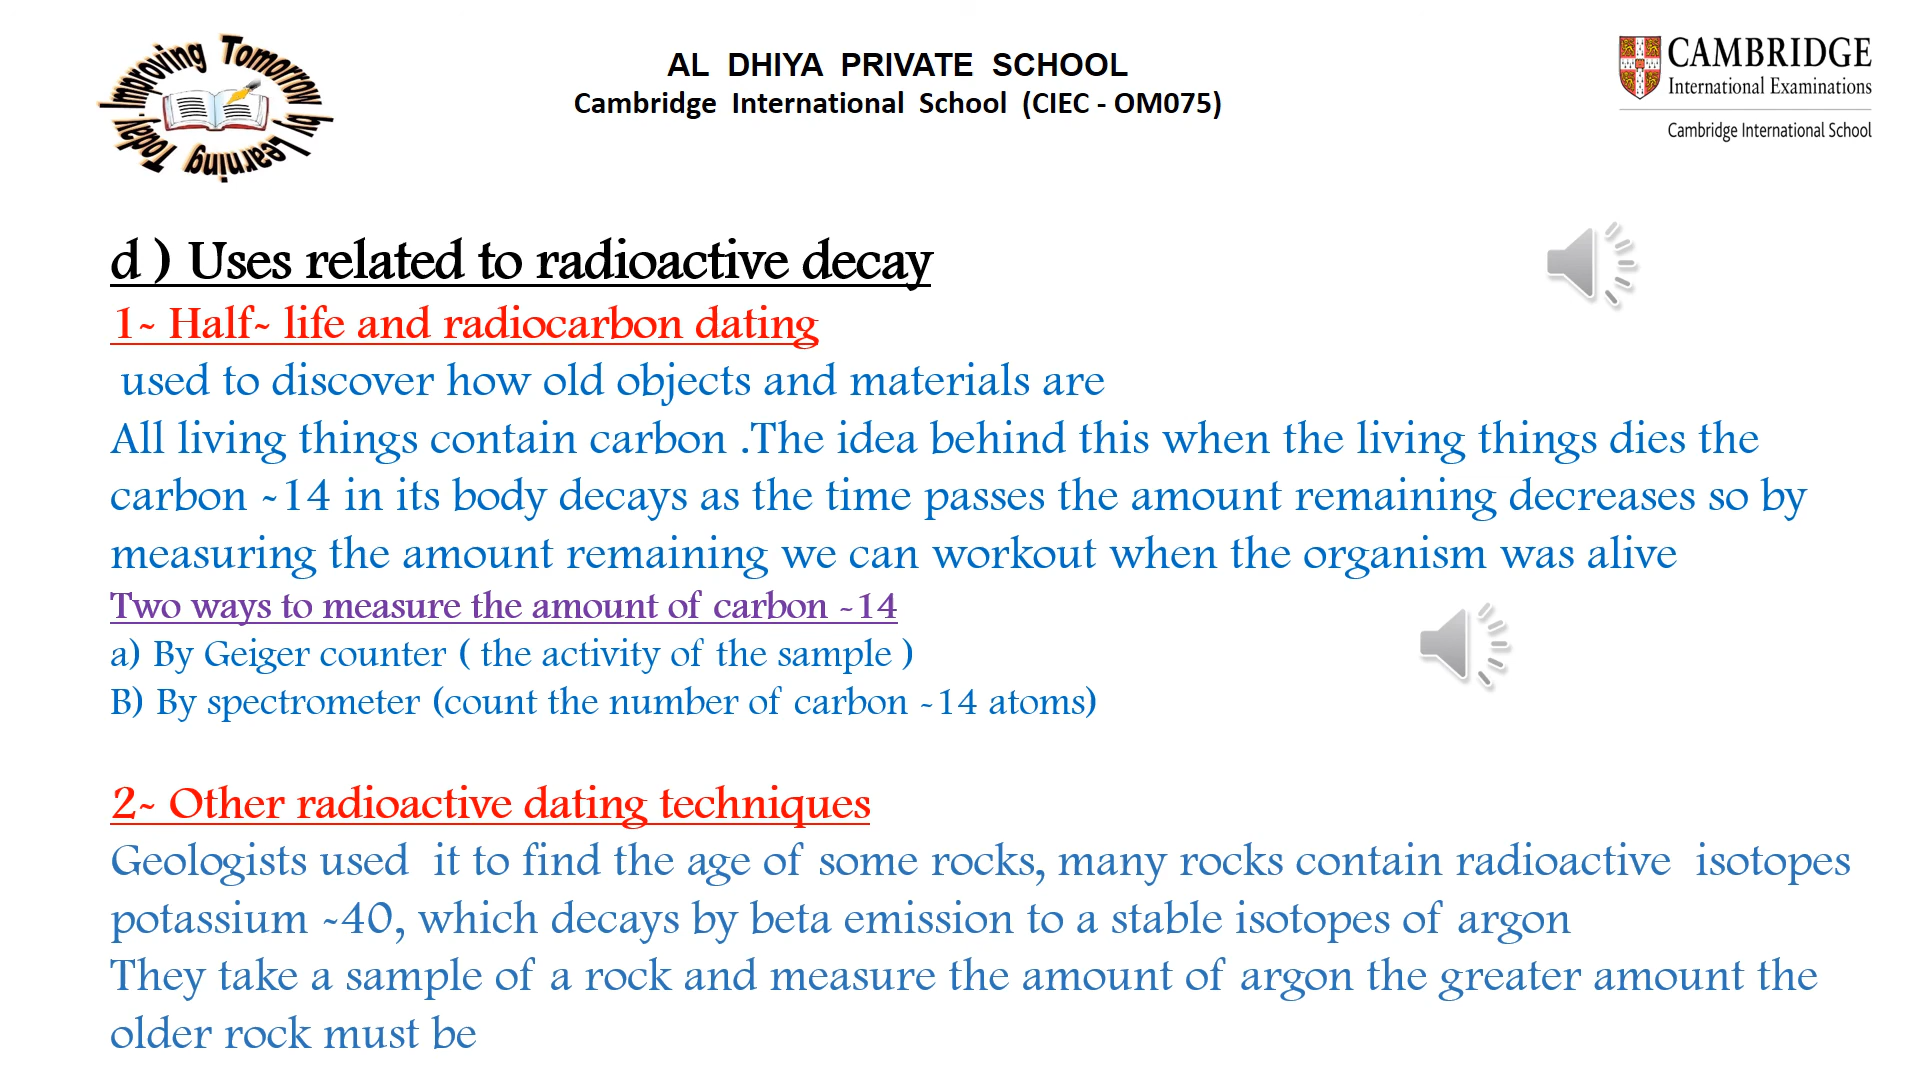 Improving Tomorrow by Learning Today.
AL DHIYA PRIVATE SCHOOL
Cambridge International School (CIEC - OM075)
CAMBRIDGE
International Examinations
Cambridge International School
d ) Uses related to radioactive decay
1- Half- life and radiocarbon dating
used to discover how old objects and materials are
All living things contain carbon .The idea behind this when the living things dies the
carbon -14 in its body decays as the time passes the amount remaining decreases so by
measuring the amount remaining we can workout when the organism was alive
Two ways to measure the amount of carbon -14
a) By Geiger counter ( the activity of the sample )
B) By spectrometer (count the number of carbon -14 atoms)
2- Other radioactive dating techniques
Geologists used it to find the age of some rocks, many rocks contain radioactive isotopes
potassium -40, which decays by beta emission to a stable isotopes of argon
They take a sample of a rock and measure the amount of argon the greater amount the
older rock must be